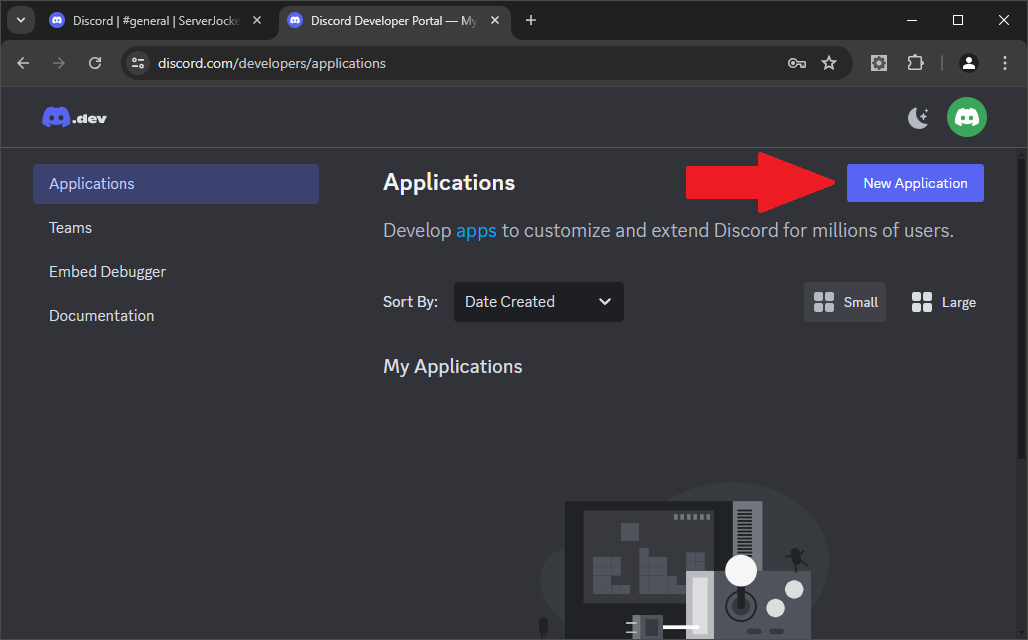 Discord | #general | ServerJocke
Discord Developer Portal — My
discord.com/developers/applications
.dev
Applications
Teams
Embed Debugger
Documentation
Applications
New Application
Develop apps to customize and extend Discord for millions of users.
Sort By:
Date Created
Small
Large
My Applications